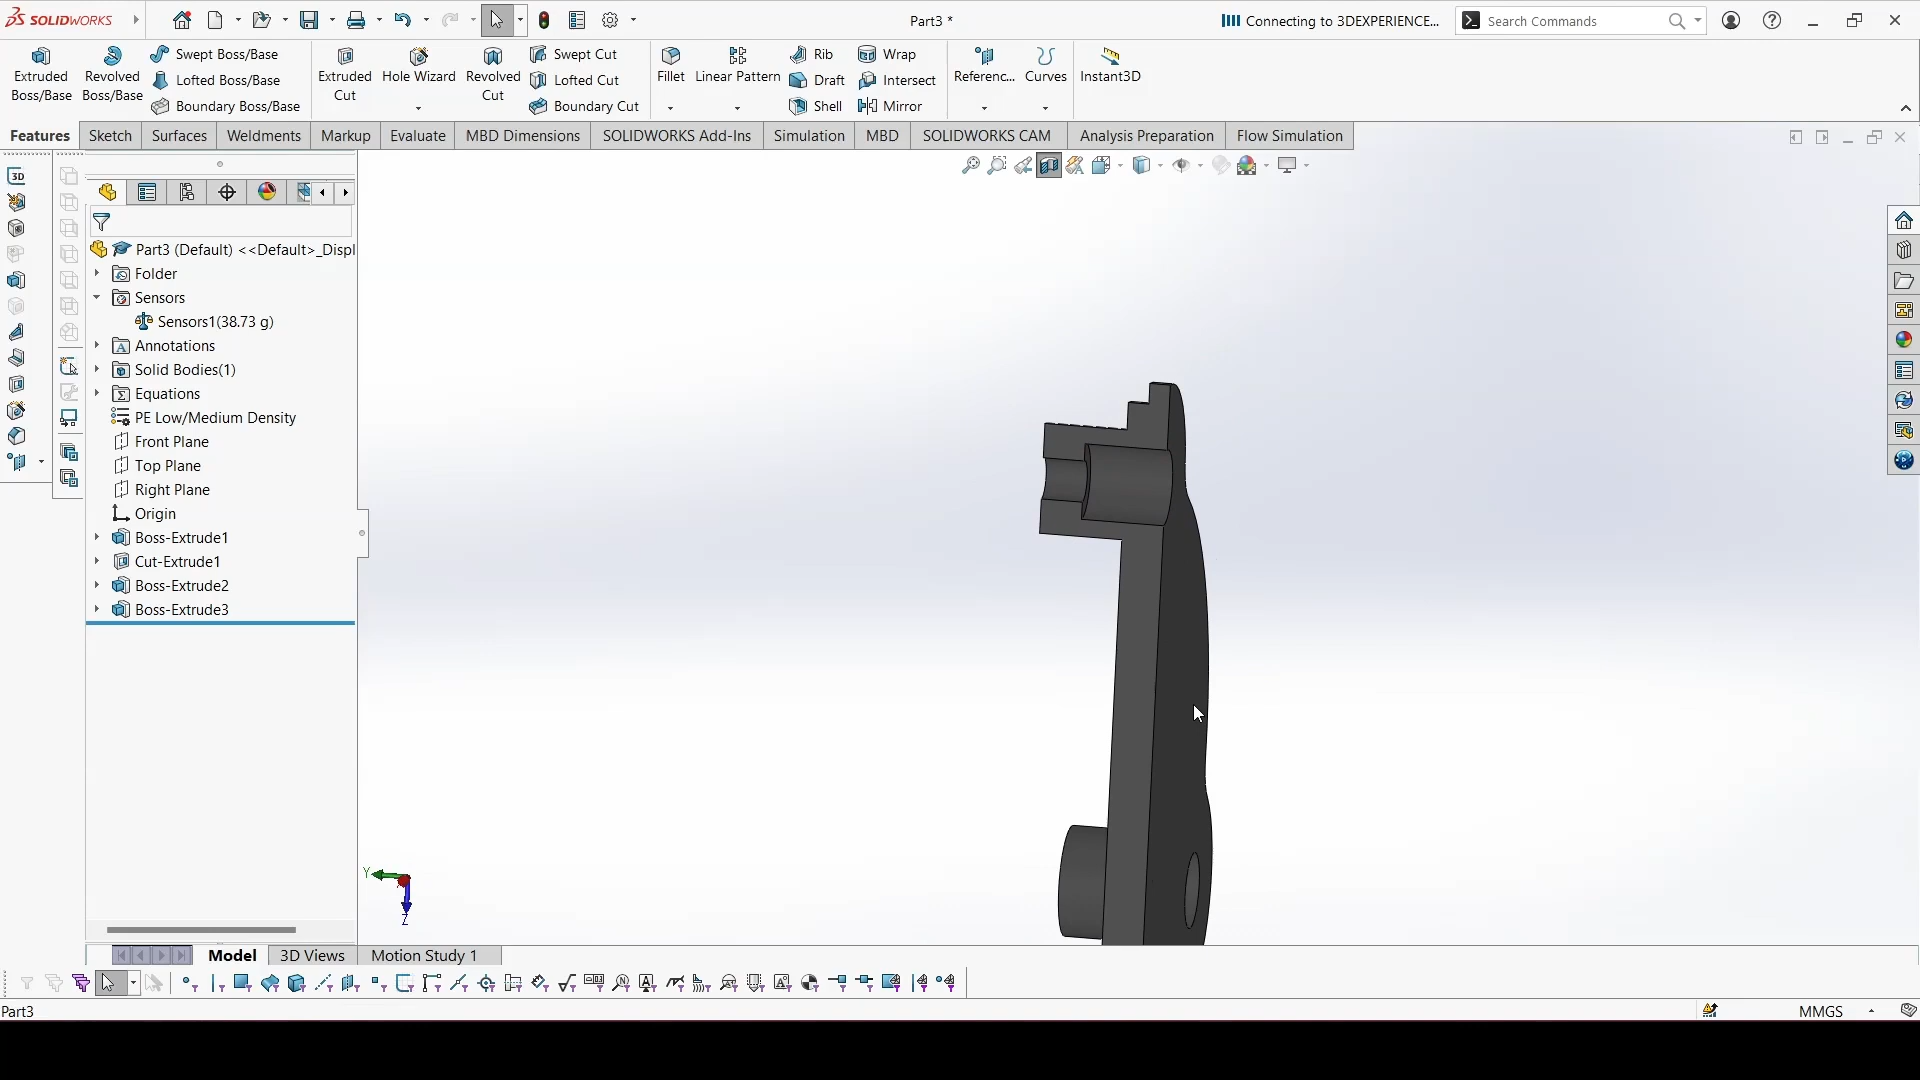 SOLIDWORKS
Part3 *
Connecting to 3DEXPERIENCE...
Search Commands
Extruded Boss/Base
Revolved Boss/Base
Swept Boss/Base
Lofted Boss/Base
Boundary Boss/Base
Extruded Cut
Hole Wizard
Revolved Cut
Swept Cut
Lofted Cut
Boundary Cut
Fillet
Linear Pattern
Rib
Draft
Shell
Wrap
Intersect
Mirror
Referenc...
Curves
Instant3D
Features
Sketch
Surfaces
Weldments
Markup
Evaluate
MBD Dimensions
SOLIDWORKS Add-Ins
Simulation
MBD
SOLIDWORKS CAM
Analysis Preparation
Flow Simulation
3D
Part3 (Default) <<Default>_Displ
Folder
Sensors
Sensors1(38.73 g)
Annotations
Solid Bodies(1)
Equations
PE Low/Medium Density
Front Plane
Top Plane
Right Plane
Origin
Boss-Extrude1
Cut-Extrude1
Boss-Extrude2
Boss-Extrude3
Y
Z
Model
3D Views
Motion Study 1
Part3
MMGS